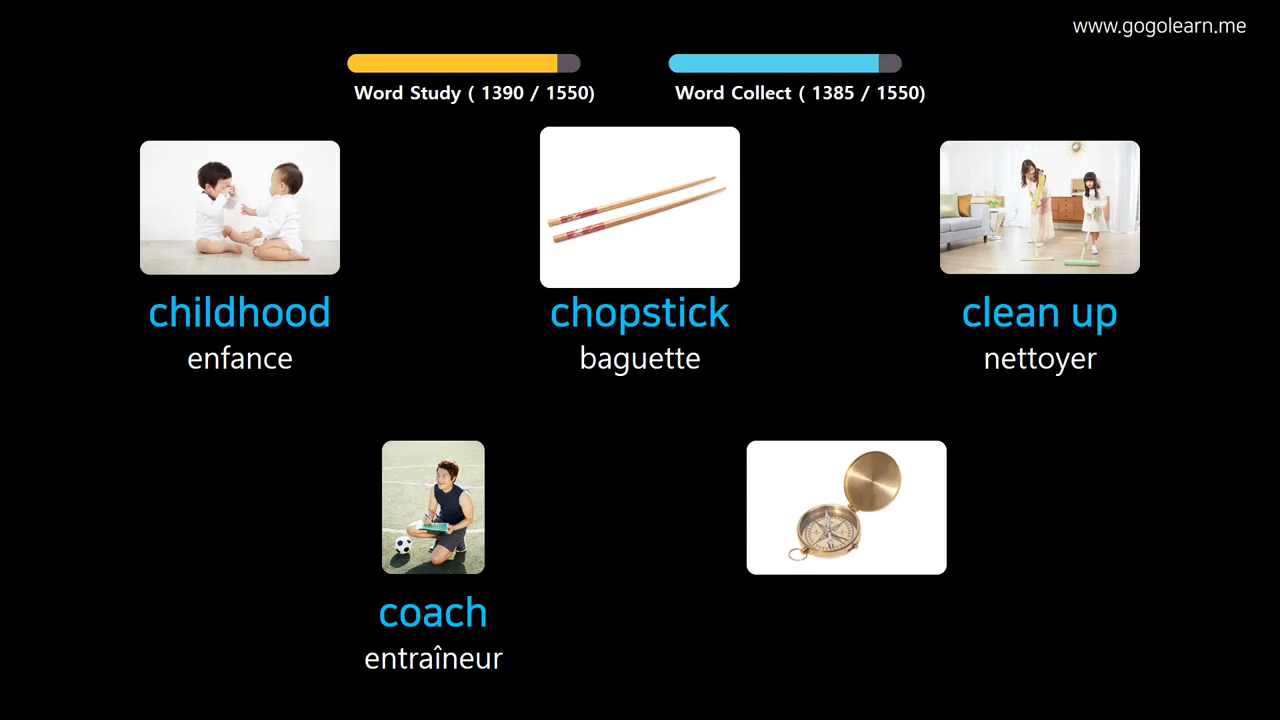 www.gogolearn.me
Word Study ( 1390 / 1550)
Word Collect ( 1385 / 1550)
childhood
enfance
chopstick
baguette
clean up
nettoyer
coach
entraîneur